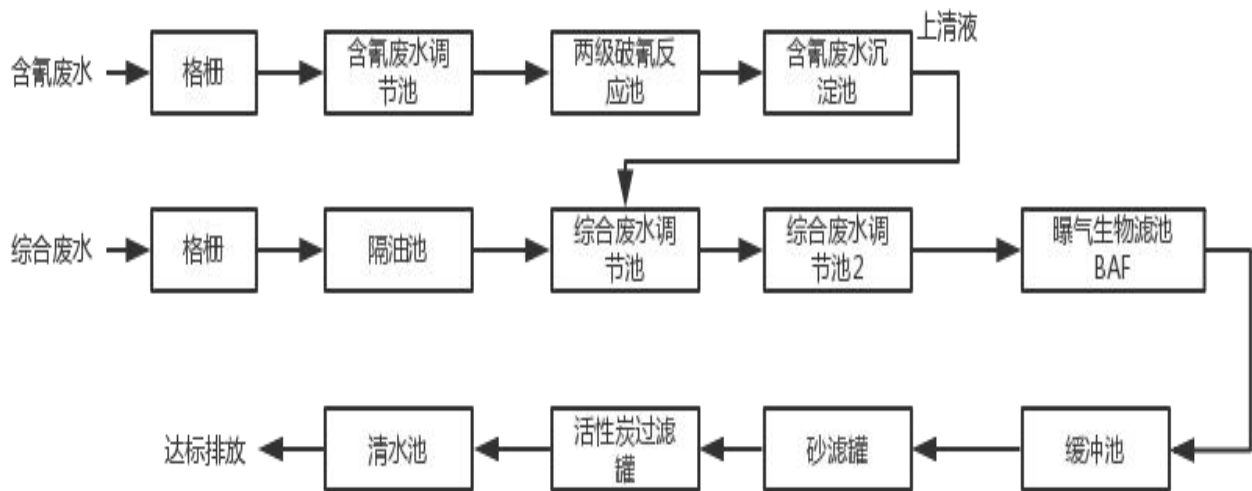 上清液
含氰废水
格栅
含氰废水调
节池
两级破氰反
应池
含氰废水沉
淀池
综合废水
格栅
隔油池
综合废水调
节池
综合废水调
节池2
曝气生物滤池
BAF
达标排放
清水池
活性炭过滤
罐
砂滤罐
缓冲池